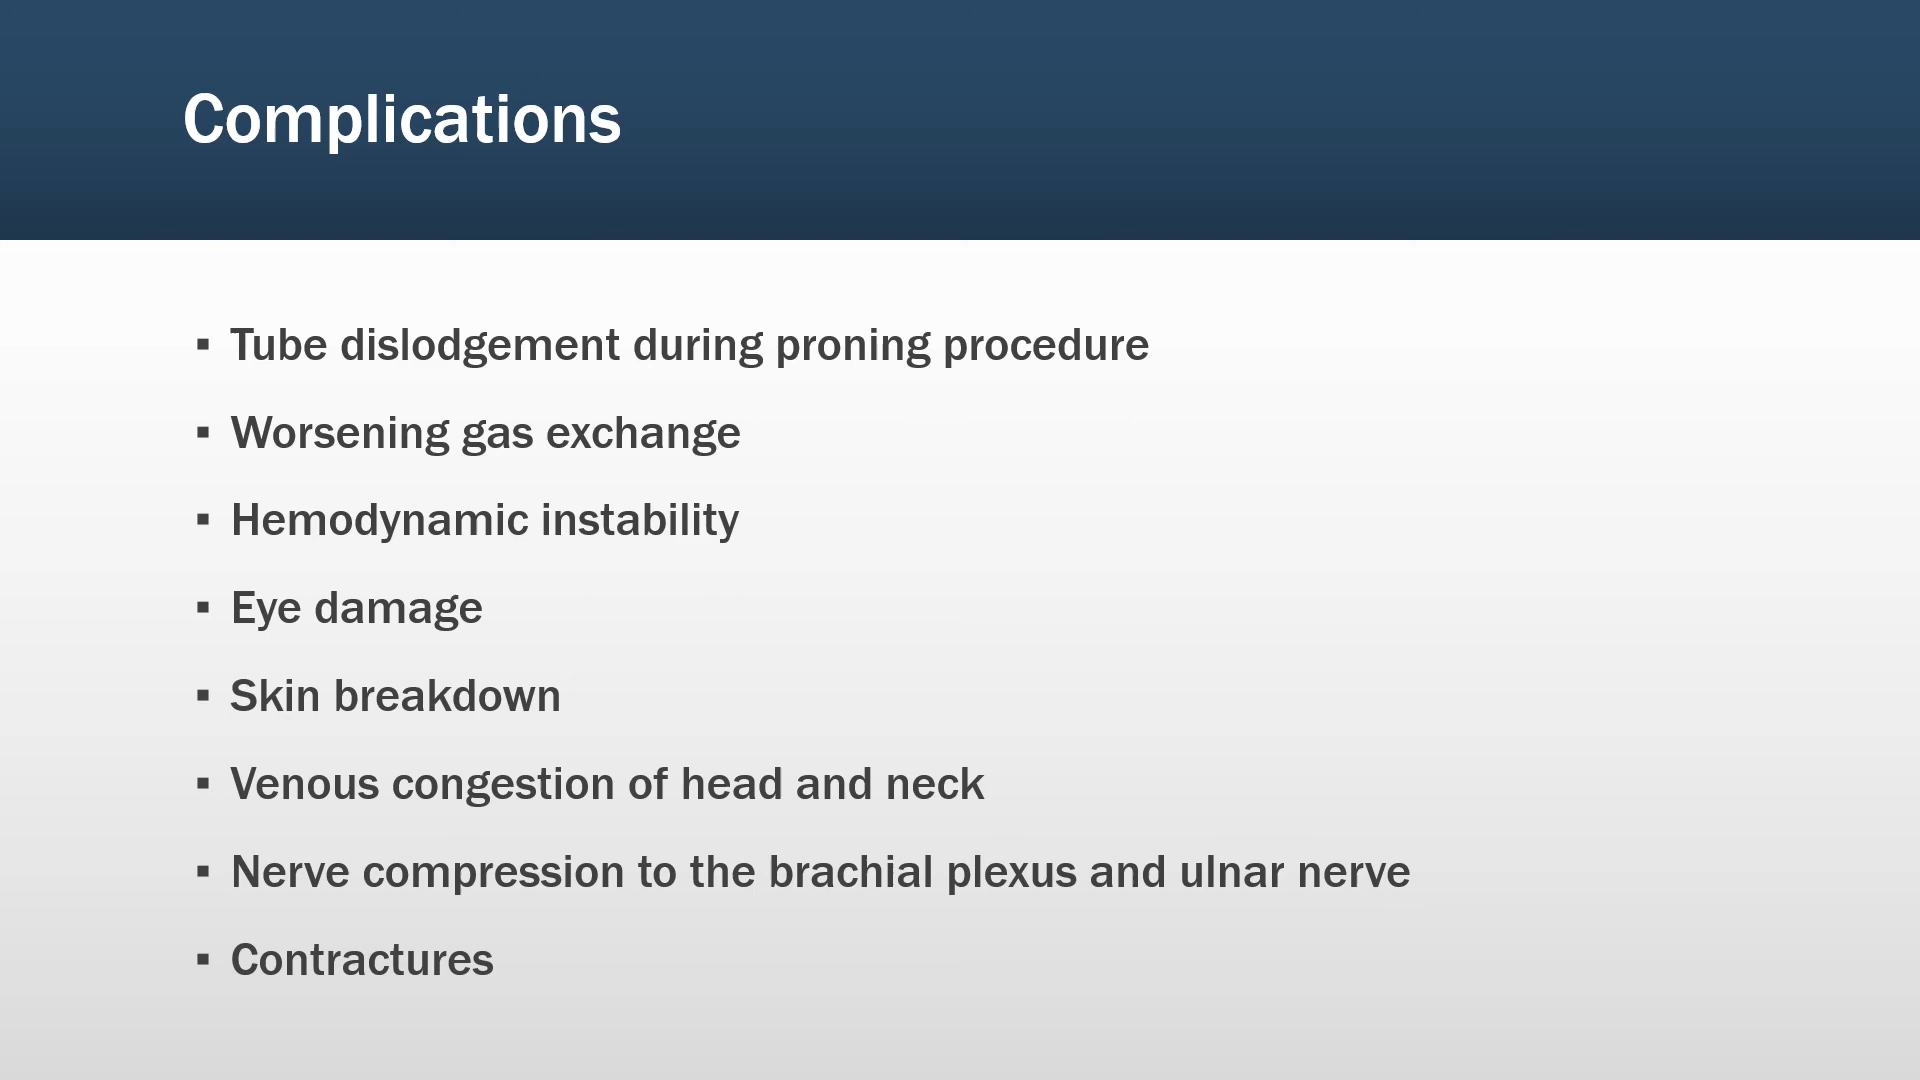 Complications
▪ Tube dislodgement during proning procedure
▪ Worsening gas exchange
▪ Hemodynamic instability
▪ Eye damage
▪ Skin breakdown
▪ Venous congestion of head and neck
▪ Nerve compression to the brachial plexus and ulnar nerve
▪ Contractures